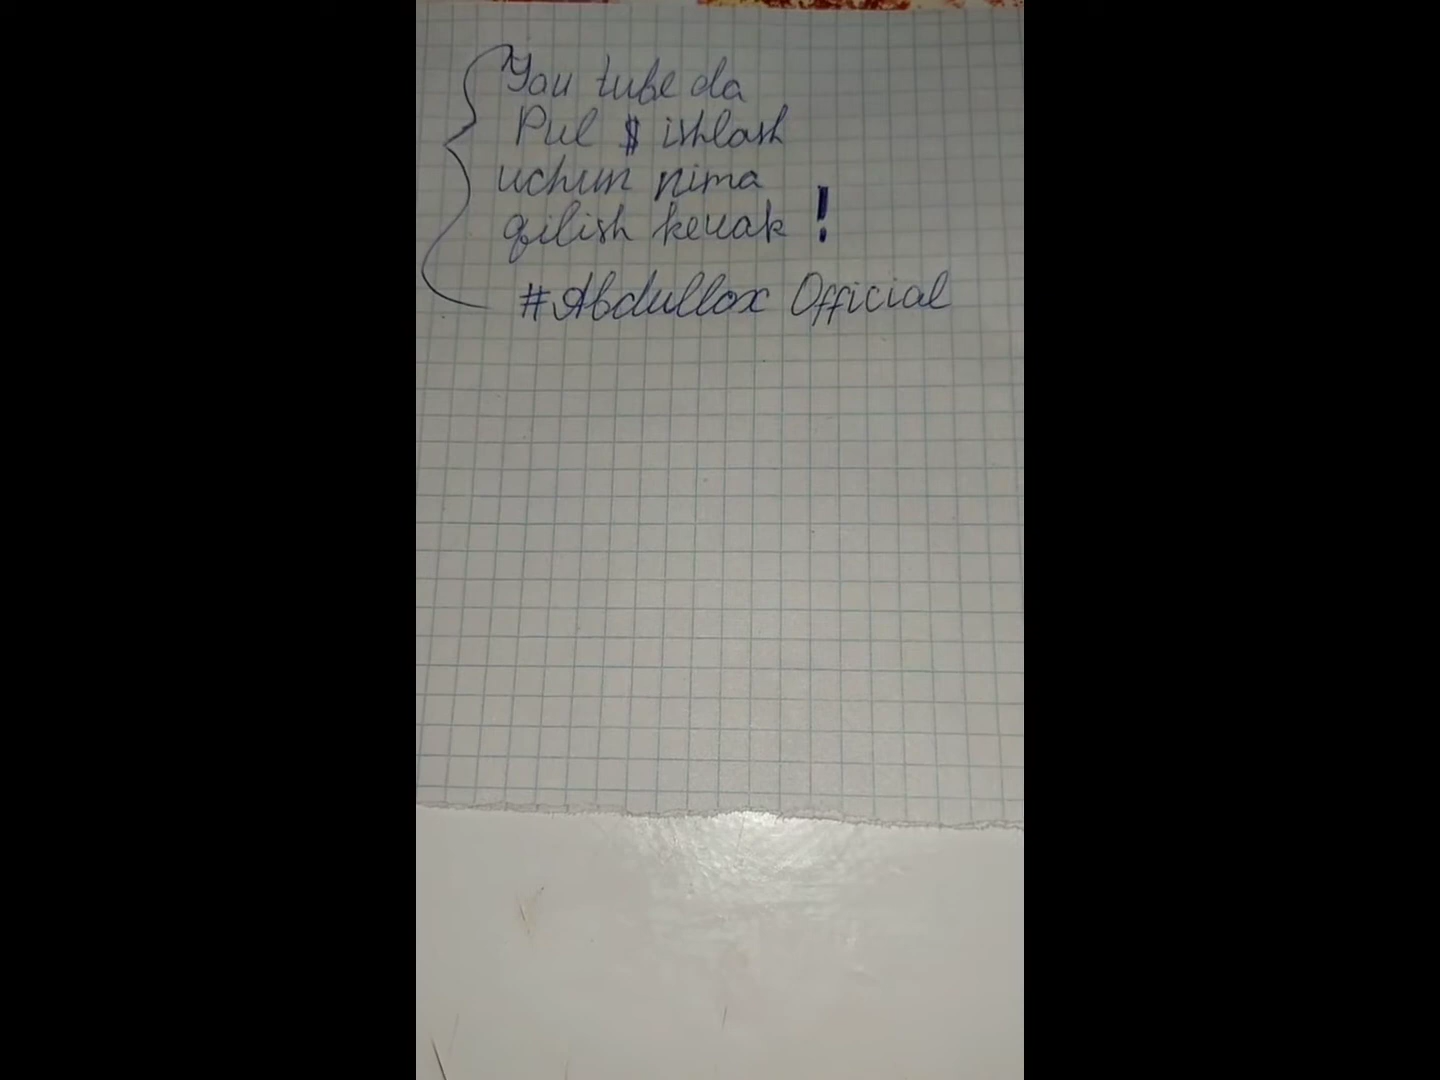 You tube da
Pul $ ishlash
uchun nima
qilish kerak !
#Abdullox Official